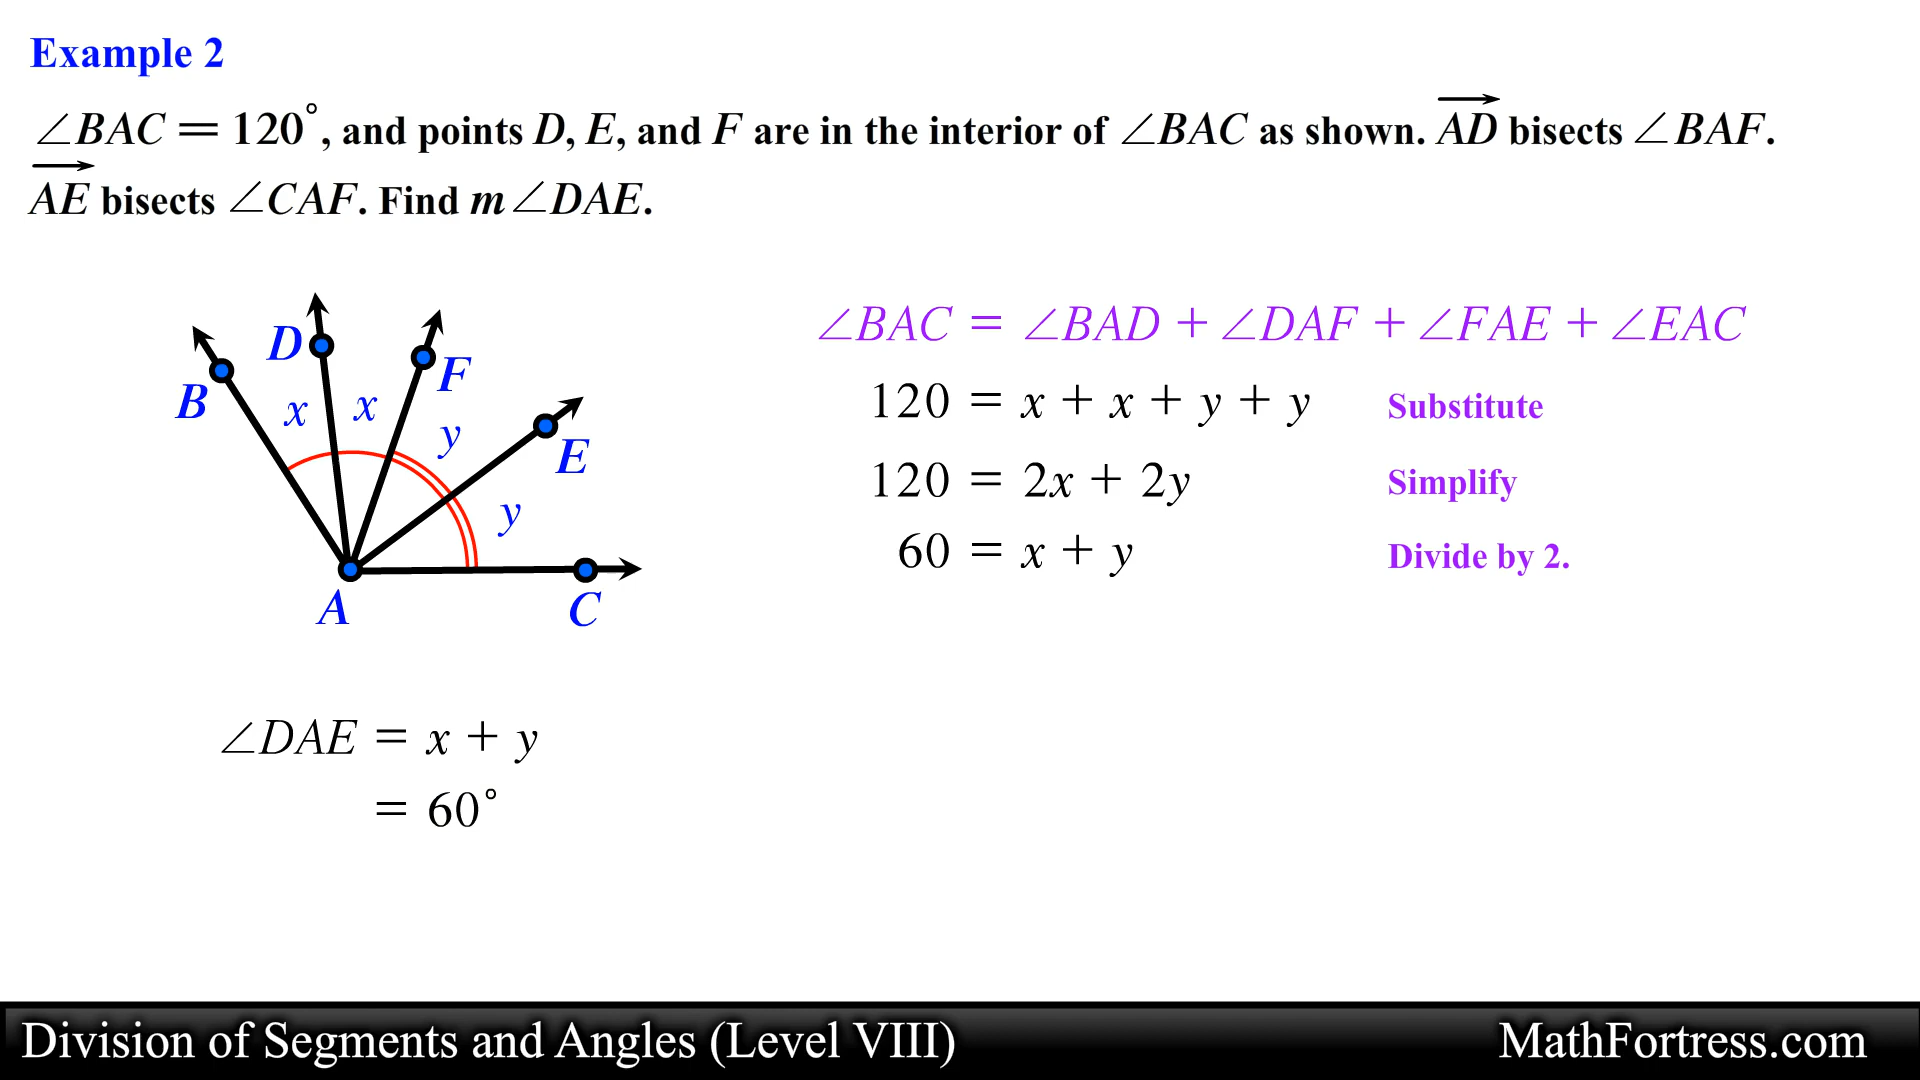 Example 2
∠BAC = 120°, and points D, E, and F are in the interior of ∠BAC as shown. AD bisects ∠BAF.
AE bisects ∠CAF. Find m∠DAE.
∠BAC = ∠BAD + ∠DAF + ∠FAE + ∠EAC
120 = x + x + y + y Substitute
120 = 2x + 2y Simplify
60 = x + y Divide by 2.
D
F
B
x x
y
E
y
A
C
∠DAE = x + y
= 60°
Division of Segments and Angles (Level VIII)
MathFortress.com